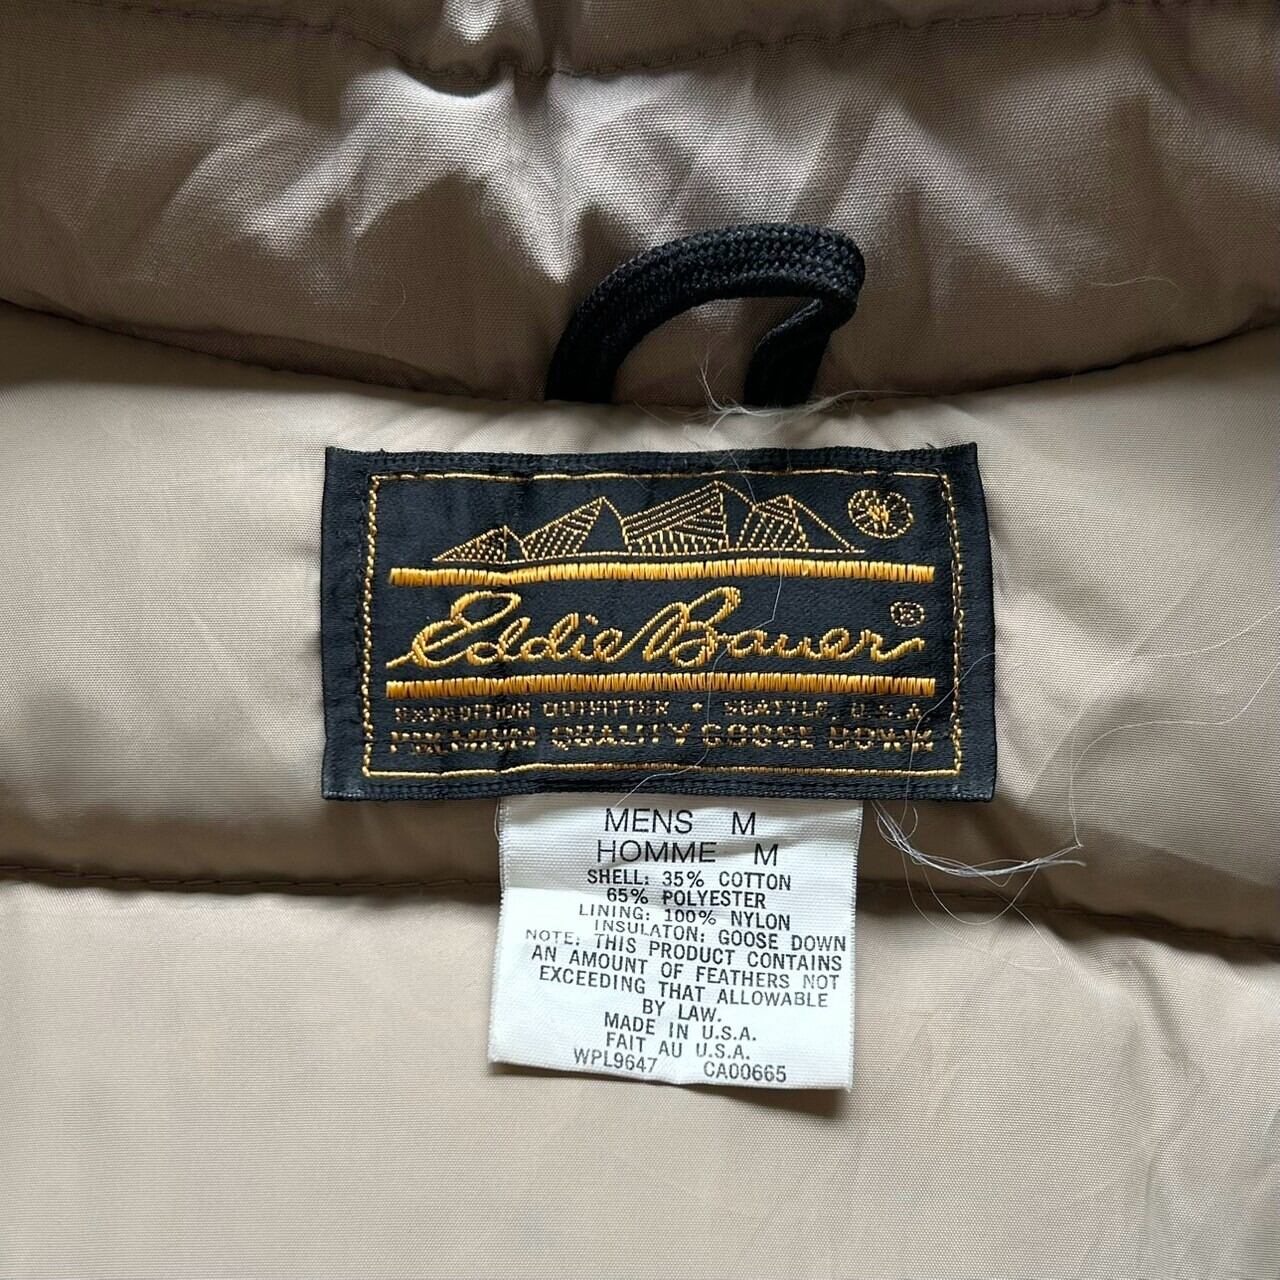 Eddie Bauer ®
EXPEDITION OUTFITTER • SEATTLE, U.S.A
PREMIUM QUALITY GOOSE DOWN
MENS M
HOMME M
SHELL: 35% COTTON
65% POLYESTER
LINING: 100% NYLON
INSULATON: GOOSE DOWN
NOTE: THIS PRODUCT CONTAINS
AN AMOUNT OF FEATHERS NOT
EXCEEDING THAT ALLOWABLE
BY LAW.
MADE IN U.S.A.
FAIT AU U.S.A.
WPL9647 CA00665